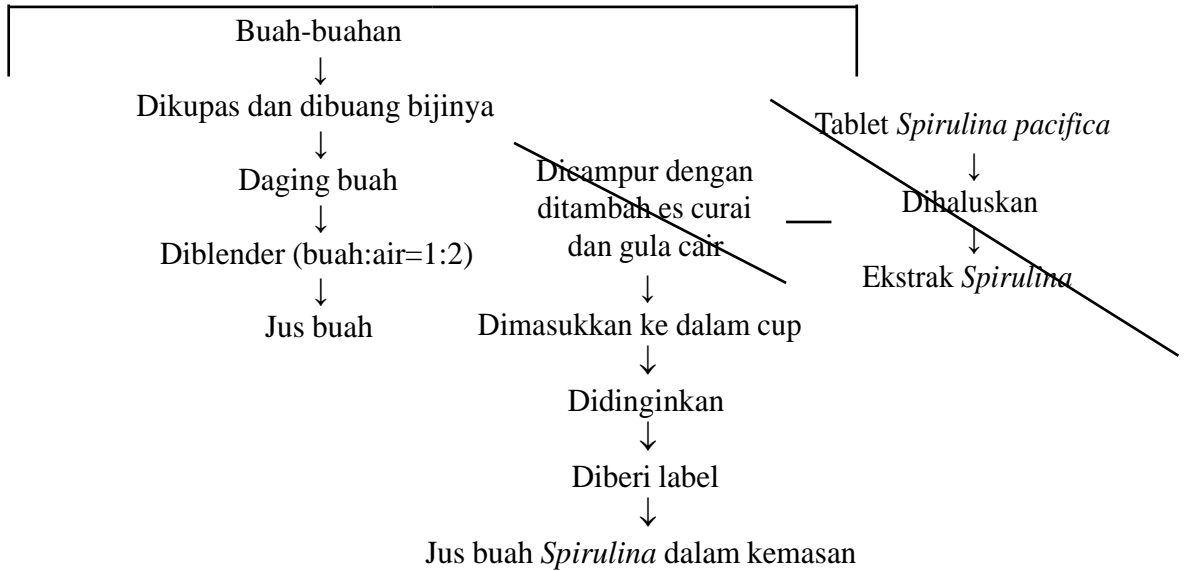 Buah-buahan
↓
Dikupas dan dibuang bijinya
↓
Daging buah
↓
Diblender (buah:air=1:2)
↓
Jus buah
Dicampur dengan
ditambah es curai
dan gula cair
↓
Dimasukkan ke dalam cup
↓
Didinginkan
↓
Diberi label
↓
Jus buah Spirulina dalam kemasan
Tablet Spirulina pacifica
↓
Dihaluskan
↓
Ekstrak Spirulina